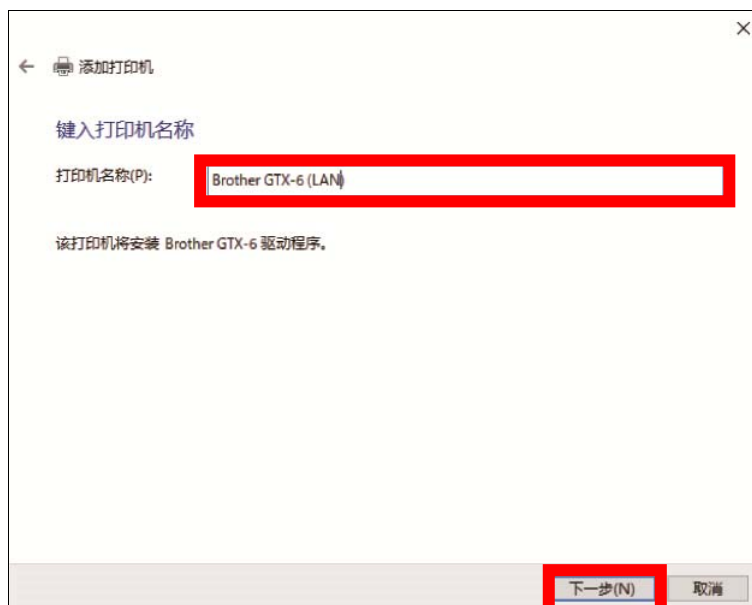 添加打印机
键入打印机名称
打印机名称(P):
Brother GTX-6 (LAN)
该打印机将安装 Brother GTX-6 驱动程序。
下一步(N)
取消